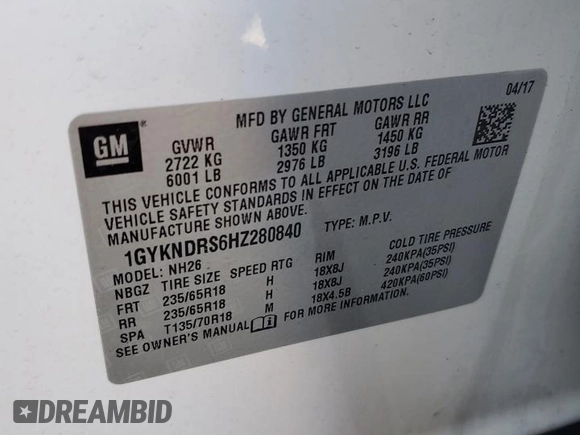 04/17
MFD BY GENERAL MOTORS LLC
GM®
GVWR GAWR FRT GAWR RR
2722 KG 1350 KG 1450 KG
6001 LB 2976 LB 3196 LB
THIS VEHICLE CONFORMS TO ALL APPLICABLE U.S. FEDERAL MOTOR
VEHICLE SAFETY STANDARDS IN EFFECT ON THE DATE OF
MANUFACTURE SHOWN ABOVE.
1GYKNDRS6HZ280840 TYPE: M.P.V.
MODEL: NH26
NBGZ TIRE SIZE SPEED RTG RIM COLD TIRE PRESSURE
FRT 235/65R18 H 18X8J 240KPA(35PSI)
RR 235/65R18 H 18X8J 240KPA(35PSI)
SPA T135/70R18 M 18X4.5B 420KPA(60PSI)
SEE OWNER'S MANUAL
DREAMBID